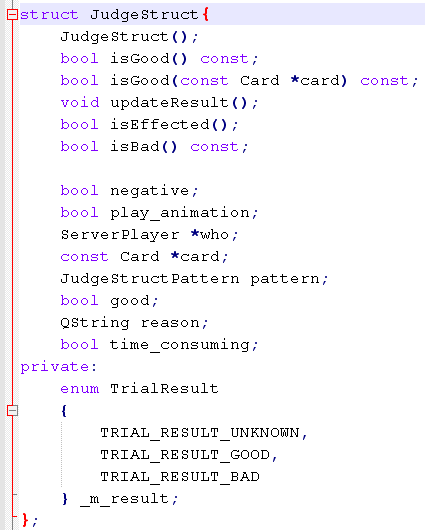 struct JudgeStruct{
    JudgeStruct();
    bool isGood() const;
    bool isGood(const Card *card) const;
    void updateResult();
    bool isEffected();
    bool isBad() const;

    bool negative;
    bool play_animation;
    ServerPlayer *who;
    const Card *card;
    JudgeStructPattern pattern;
    bool good;
    QString reason;
    bool time_consuming;
private:
    enum TrialResult
    {
        TRIAL_RESULT_UNKNOWN,
        TRIAL_RESULT_GOOD,
        TRIAL_RESULT_BAD
    } _m_result;
};